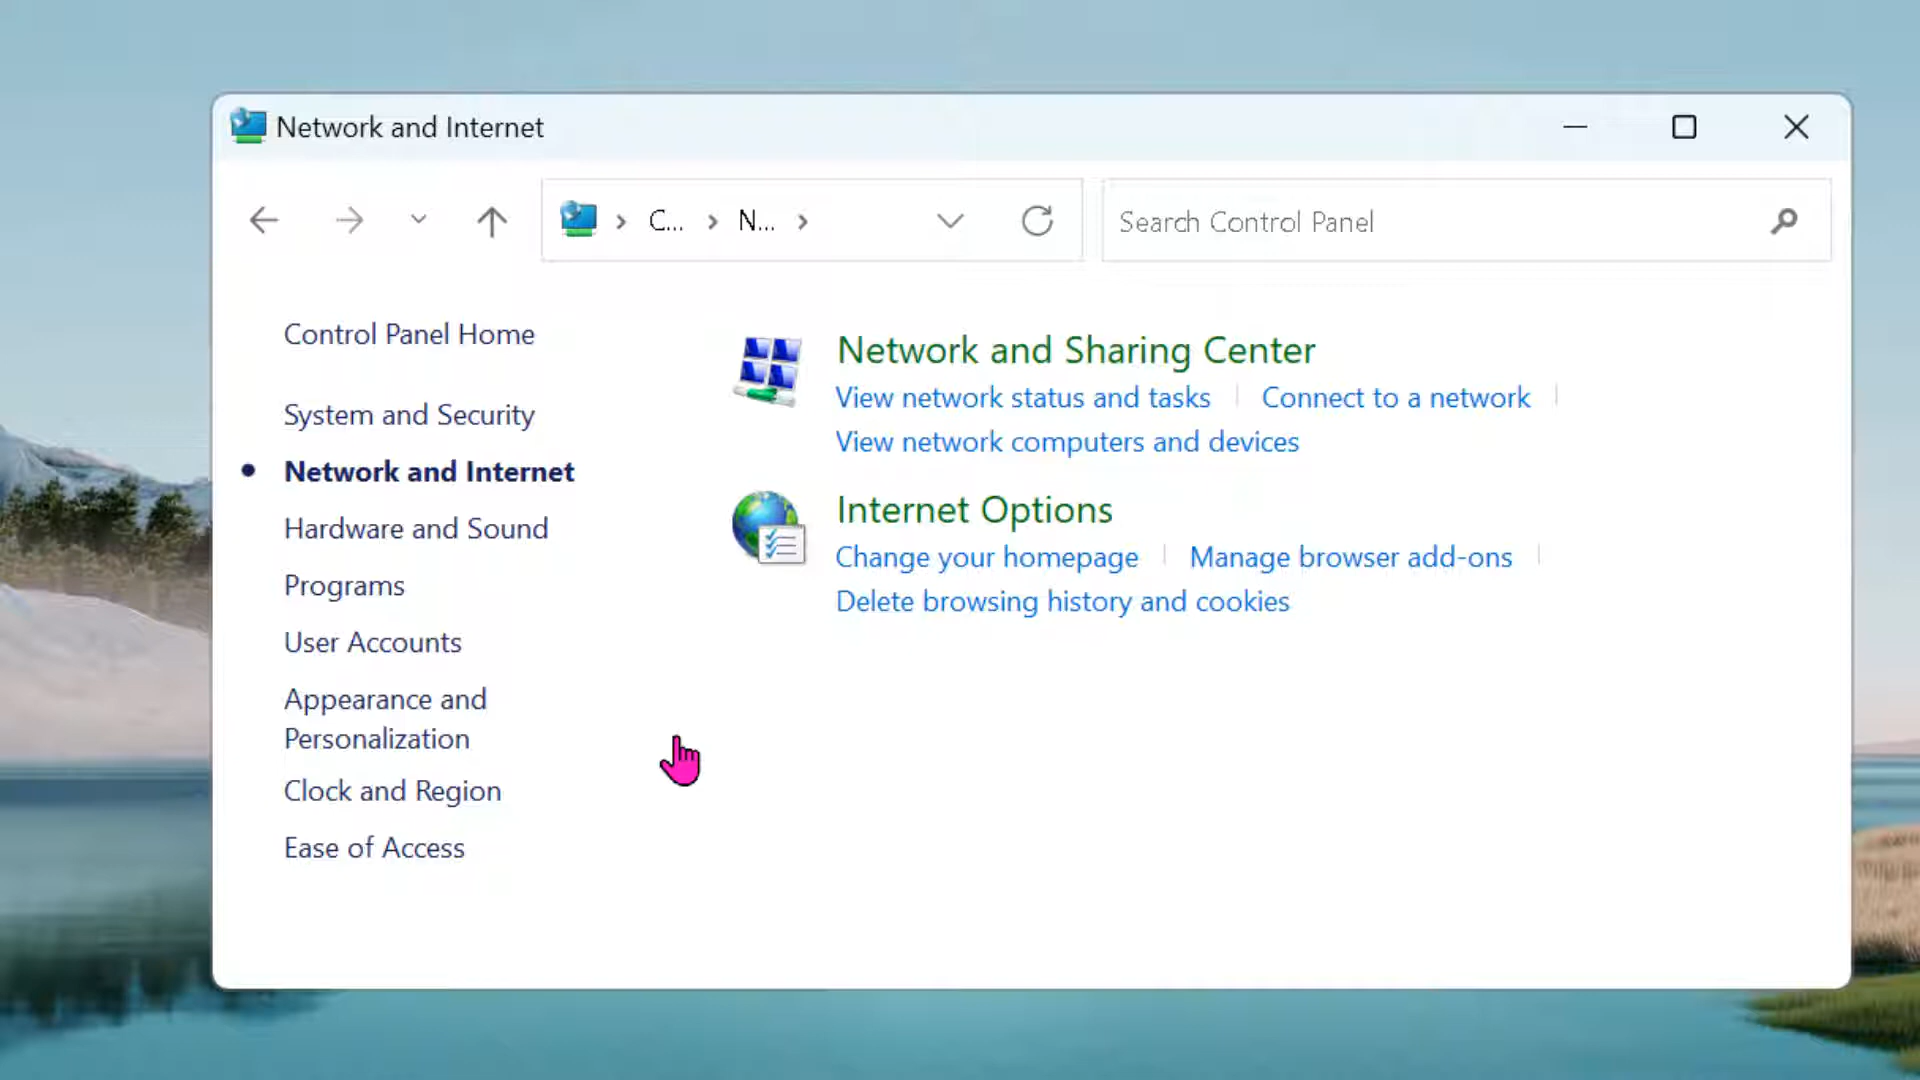 Network and Internet
C... N...
Search Control Panel
Control Panel Home
System and Security
Network and Internet
Hardware and Sound
Programs
User Accounts
Appearance and
Personalization
Clock and Region
Ease of Access
Network and Sharing Center
View network status and tasks
Connect to a network
View network computers and devices
Internet Options
Change your homepage
Manage browser add-ons
Delete browsing history and cookies